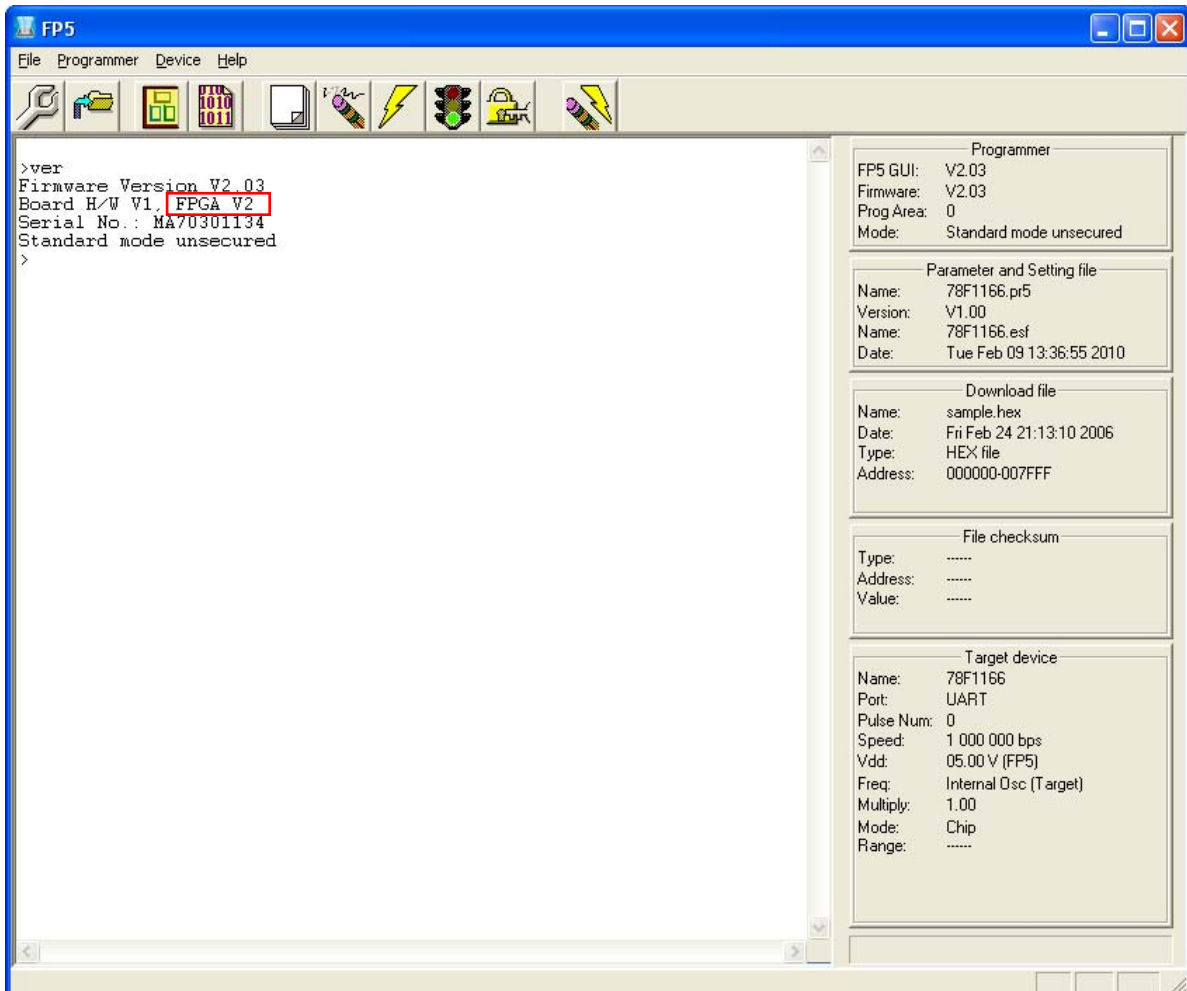 FP5
File Programmer Device Help
010
1010
1011
>ver
Firmware Version V2.03
Board H/W V1, FPGA V2
Serial No.: MA70301134
Standard mode unsecured
>
Programmer
FP5 GUI: V2.03
Firmware: V2.03
Prog Area: 0
Mode: Standard mode unsecured
Parameter and Setting file
Name: 78F1166.pr5
Version: V1.00
Name: 78F1166.esf
Date: Tue Feb 09 13:36:55 2010
Download file
Name: sample.hex
Date: Fri Feb 24 21:13:10 2006
Type: HEX file
Address: 000000-007FFF
File checksum
Type: ------
Address: ------
Value: ------
Target device
Name: 78F1166
Port: UART
Pulse Num: 0
Speed: 1 000 000 bps
Vdd: 05.00 V (FP5)
Freq: Internal Osc (Target)
Multiply: 1.00
Mode: Chip
Range: ------